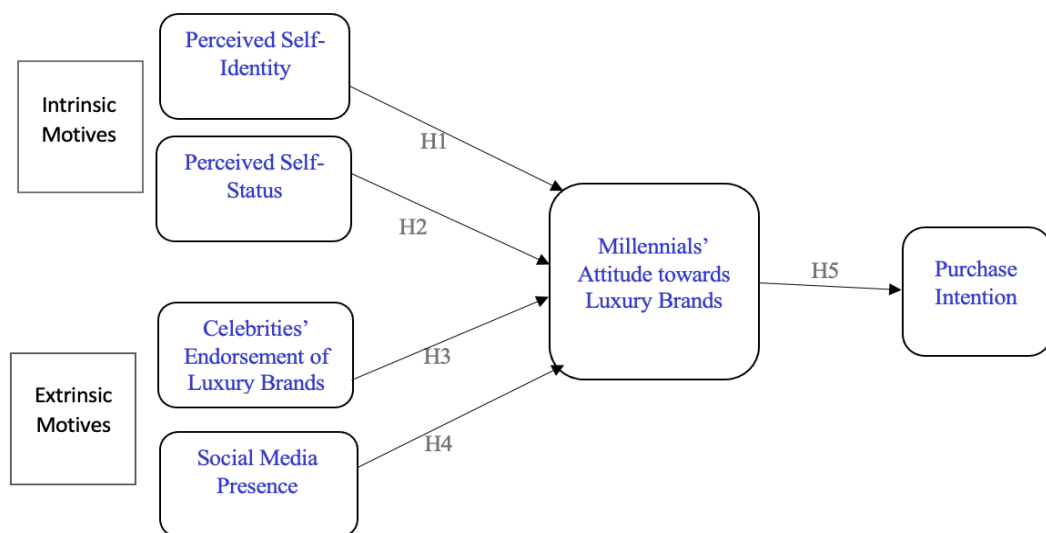 Intrinsic
Motives
Perceived Self-
Identity
H1
Perceived Self-
Status
H2
Extrinsic
Motives
Celebrities’
Endorsement of
Luxury Brands
H3
Social Media
Presence
H4
Millennials’
Attitude towards
Luxury Brands
H5
Purchase
Intention